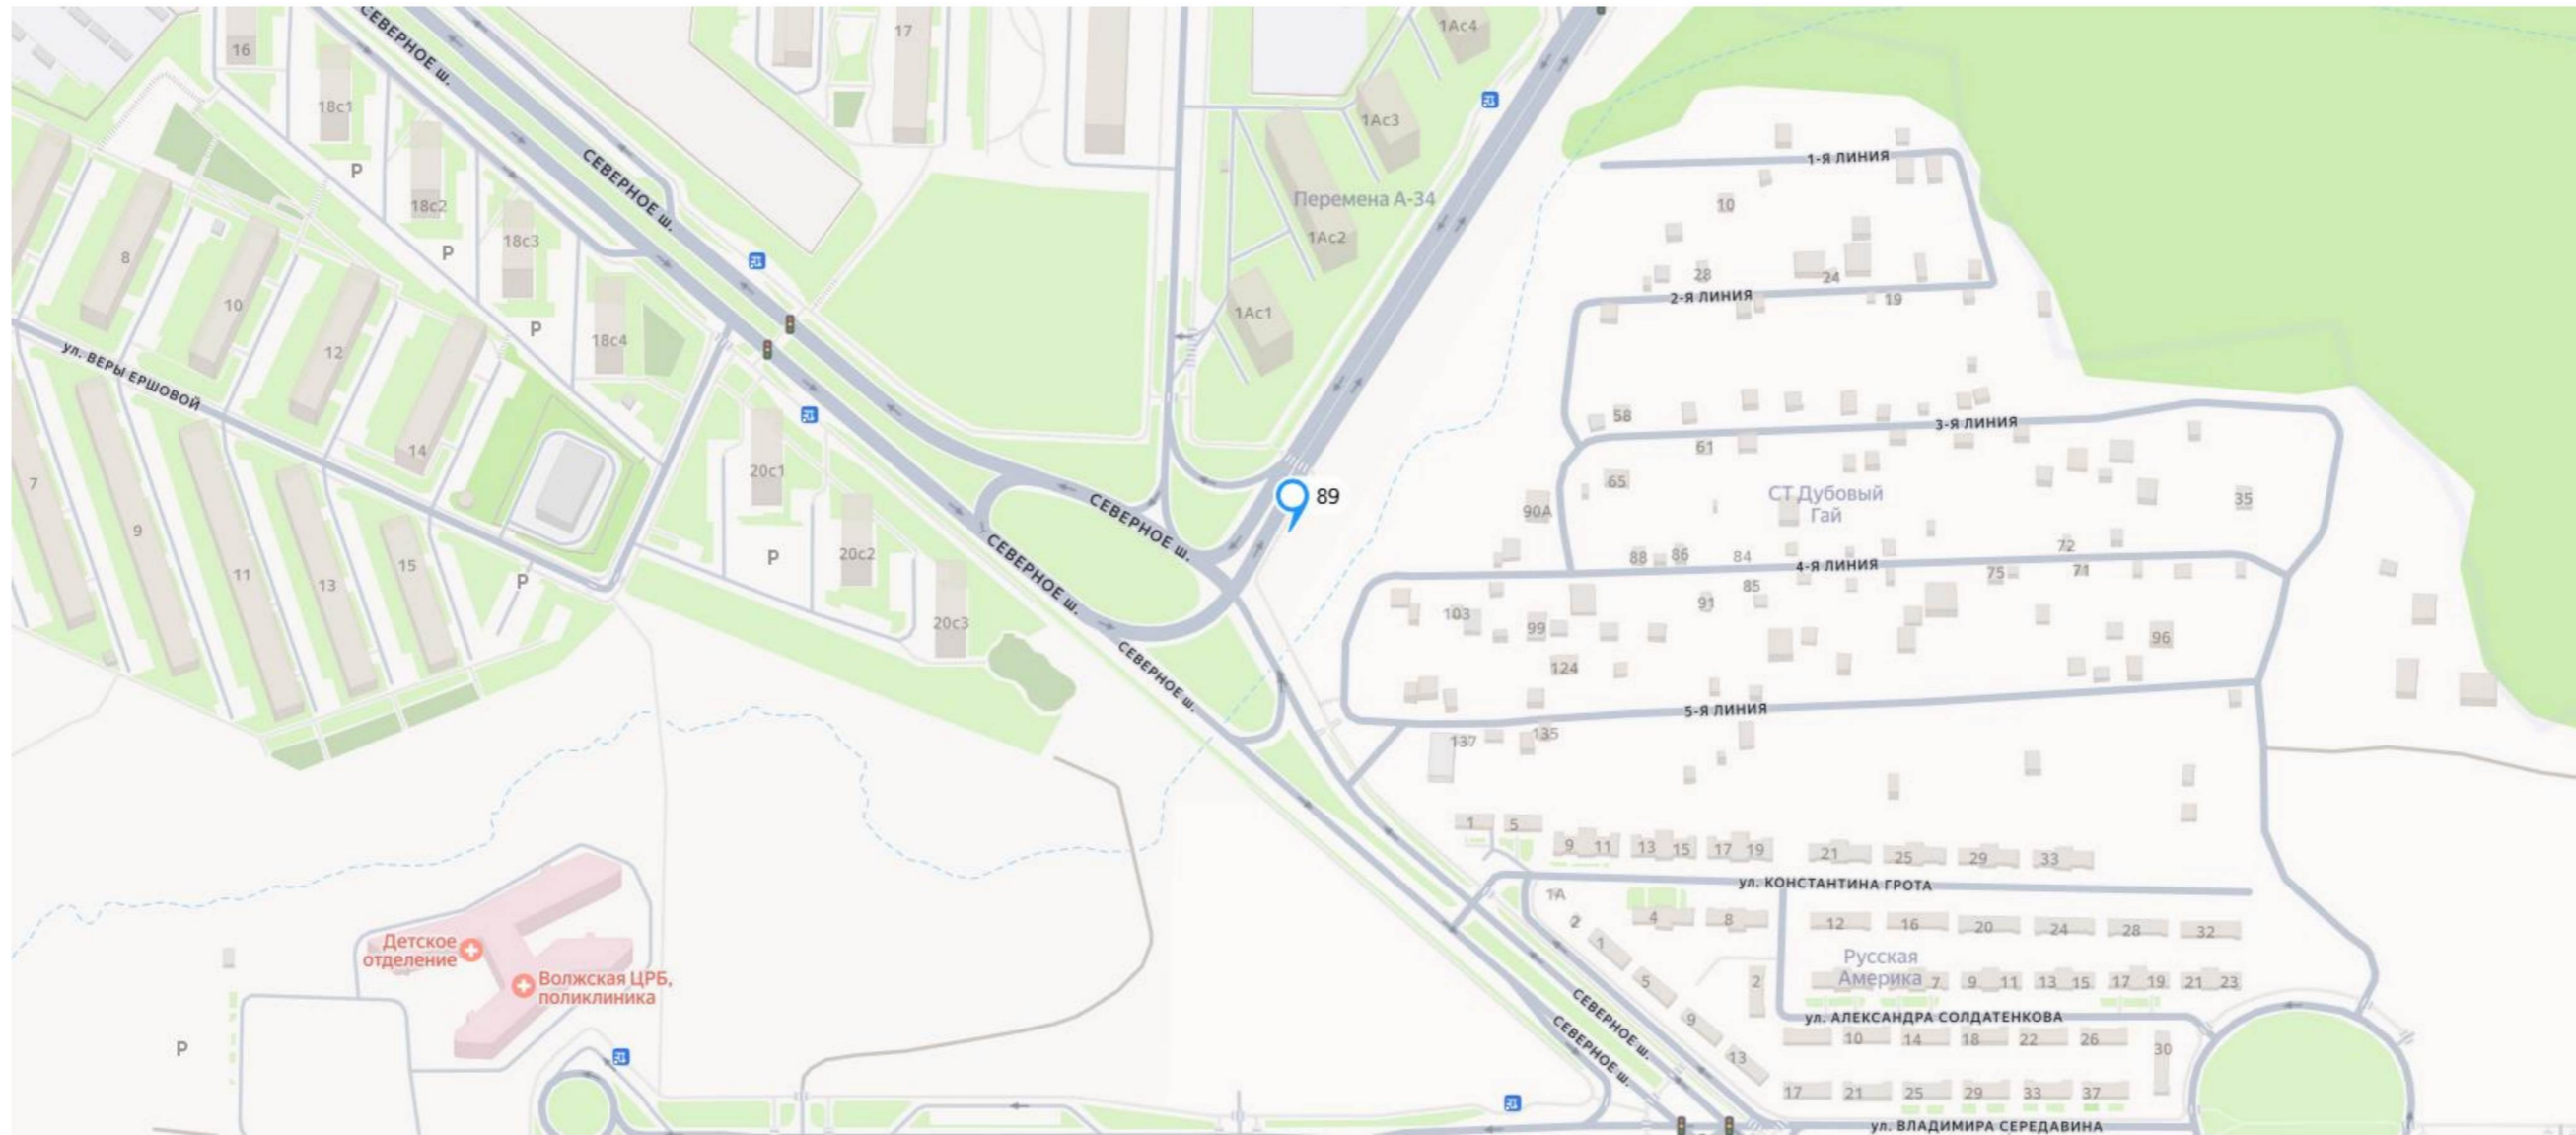 СЕВЕРНОЕ ш.
16
17
1Ас4
18с1
1Ас3
P
СЕВЕРНОЕ ш.
1-Я ЛИНИЯ
18с2
Перемена А-34
10
18с3
1Ас2
P
8
28
24
2-Я ЛИНИЯ
19
10
1Ас1
P
18с4
12
ул. ВЕРЫ ЕРШОВОЙ
58
3-Я ЛИНИЯ
14
61
20с1
65
7
СТ Дубовый
Гай
35
89
90А
9
СЕВЕРНОЕ ш.
СЕВЕРНОЕ ш.
P
20с2
88
86
84
72
4-Я ЛИНИЯ
15
11
13
P
75
71
85
91
103
99
20с3
96
124
СЕВЕРНОЕ ш.
5-Я ЛИНИЯ
137
135
1
5
9
11
13
15
17
19
21
25
29
33
ул. КОНСТАНТИНА ГРОТА
1А
2
4
8
12
16
20
24
28
32
1
Детское
отделение
Русская
Америка
Волжская ЦРБ,
поликлиника
5
2
7
9
11
13
15
17
19
21
23
СЕВЕРНОЕ ш.
СЕВЕРНОЕ ш.
9
ул. АЛЕКСАНДРА СОЛДАТЕНКОВА
10
14
18
22
26
30
P
13
17
21
25
29
33
37
ул. ВЛАДИМИРА СЕРЕДАВИНА